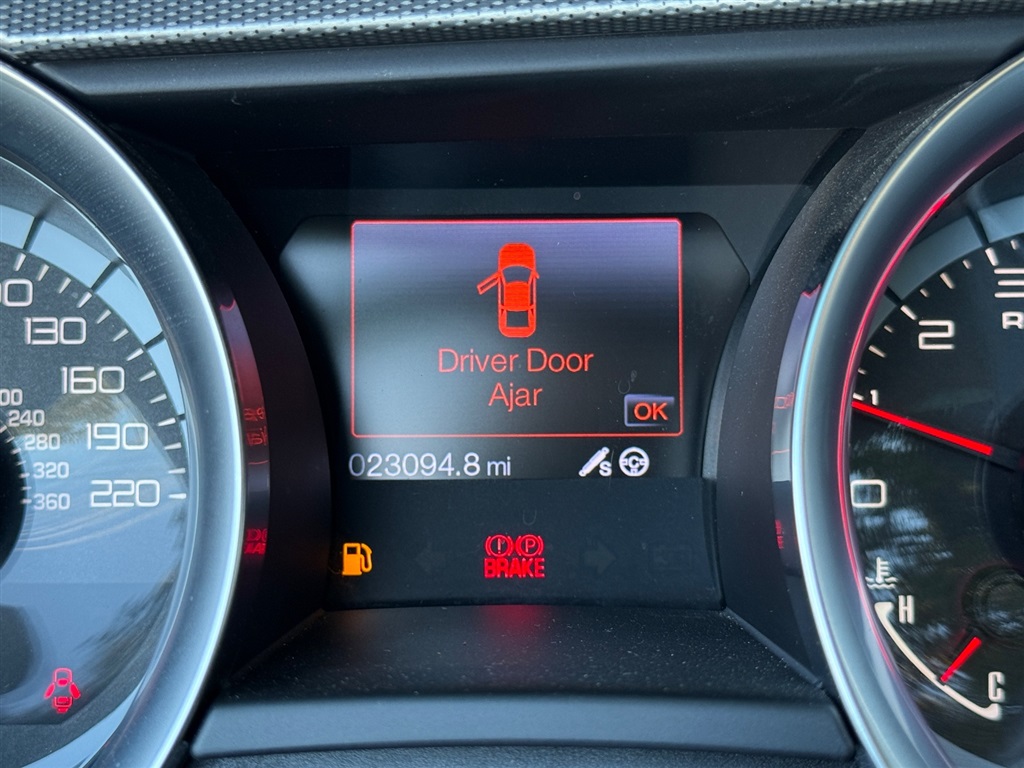 Driver Door
Ajar
OK
023094.8 mi
S
C
BRAKE
P
130
160
190
220
240
280
320
360
R
2
1
0
H
C